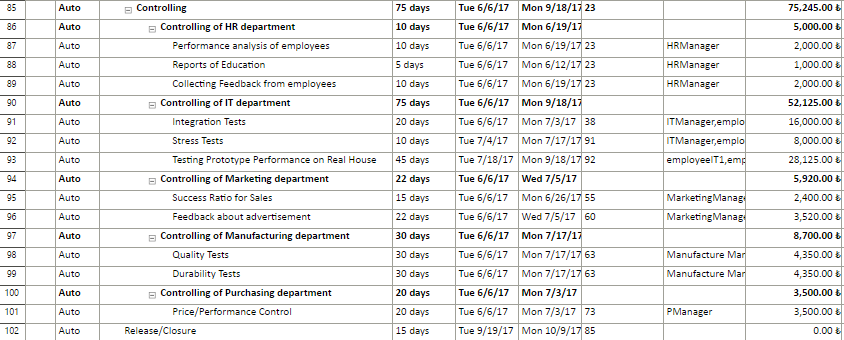 85 Auto Controlling 75 days Tue 6/6/17 Mon 9/18/17 23 75,245.00 ₺
86 Auto Controlling of HR department 10 days Tue 6/6/17 Mon 6/19/17 5,000.00 ₺
87 Auto Performance analysis of employees 10 days Tue 6/6/17 Mon 6/19/17 23 HRManager 2,000.00 ₺
88 Auto Reports of Education 5 days Tue 6/6/17 Mon 6/12/17 23 HRManager 1,000.00 ₺
89 Auto Collecting Feedback from employees 10 days Tue 6/6/17 Mon 6/19/17 23 HRManager 2,000.00 ₺
90 Auto Controlling of IT department 75 days Tue 6/6/17 Mon 9/18/17 52,125.00 ₺
91 Auto Integration Tests 20 days Tue 6/6/17 Mon 7/3/17 38 ITManager,emplo 16,000.00 ₺
92 Auto Stress Tests 10 days Tue 7/4/17 Mon 7/17/17 91 ITManager,emplo 8,000.00 ₺
93 Auto Testing Prototype Performance on Real House 45 days Tue 7/18/17 Mon 9/18/17 92 employeeIT1,emp 28,125.00 ₺
94 Auto Controlling of Marketing department 22 days Tue 6/6/17 Wed 7/5/17 5,920.00 ₺
95 Auto Success Ratio for Sales 15 days Tue 6/6/17 Mon 6/26/17 55 MarketingManage 2,400.00 ₺
96 Auto Feedback about advertisement 22 days Tue 6/6/17 Wed 7/5/17 60 MarketingManage 3,520.00 ₺
97 Auto Controlling of Manufacturing department 30 days Tue 6/6/17 Mon 7/17/17 8,700.00 ₺
98 Auto Quality Tests 30 days Tue 6/6/17 Mon 7/17/17 63 Manufacture Mar 4,350.00 ₺
99 Auto Durability Tests 30 days Tue 6/6/17 Mon 7/17/17 63 Manufacture Mar 4,350.00 ₺
100 Auto Controlling of Purchasing department 20 days Tue 6/6/17 Mon 7/3/17 3,500.00 ₺
101 Auto Price/Performance Control 20 days Tue 6/6/17 Mon 7/3/17 73 PManager 3,500.00 ₺
102 Auto Release/Closure 15 days Tue 9/19/17 Mon 10/9/17 85 0.00 ₺